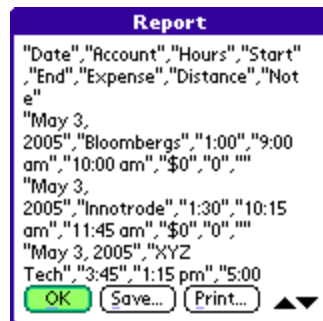 Report
"Date","Account","Hours","Start"
,"End","Expense","Distance","Not
e"
"May 3,
2005","Bloombergs","1:00","9:00
am","10:00 am","$0","0",""
"May 3,
2005","Innotrode","1:30","10:15
am","11:45 am","$0","0",""
"May 3, 2005","XYZ
Tech","3:45","1:15 pm","5:00
OK Save... Print...